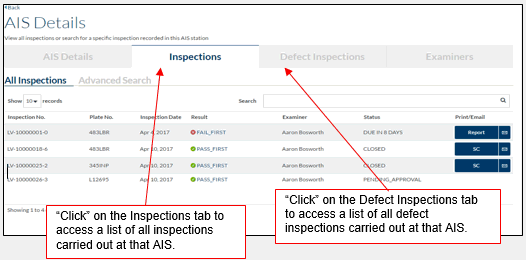 Back
AIS Details
View all inspections or search for a specific inspection recorded in this AIS station
AIS Details Inspections Defect Inspections Examiners
All Inspections Advanced Search
Show 10 records Search
Inspection No. Plate No. Inspection Date Result Examiner Status Print/Email
LV-10000001-0 483LBR Apr 4, 2017 FAIL_FIRST Aaron Bosworth DUE IN 8 DAYS Report
LV-10000018-6 483LBR Apr 10, 2017 PASS_FIRST Aaron Bosworth CLOSED SC
LV-10000025-2 345INP Apr 10, 2017 PASS_FIRST Aaron Bosworth CLOSED SC
LV-10000026-3 L12695 Apr 10, 2017 PASS_FIRST Aaron Bosworth PENDING_APPROVAL
Showing 1 to 4
“Click” on the Inspections tab to
access a list of all inspections
carried out at that AIS.
“Click” on the Defect Inspections tab
to access a list of all defect
inspections carried out at that AIS.